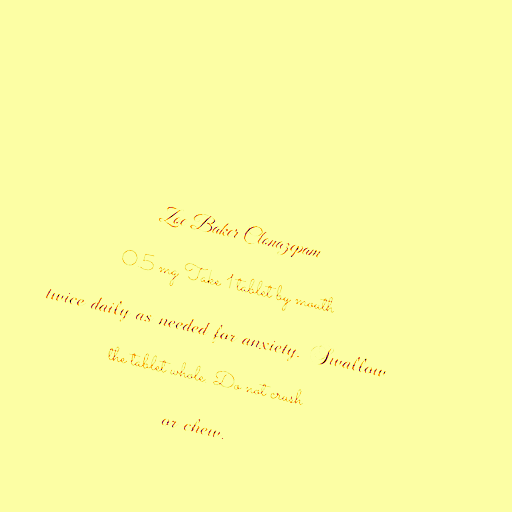 Zoe Baker Clonazepam
0.5 mg Take 1 tablet by mouth
twice daily as needed for anxiety. Swallow
the tablet whole. Do not crush
or chew.